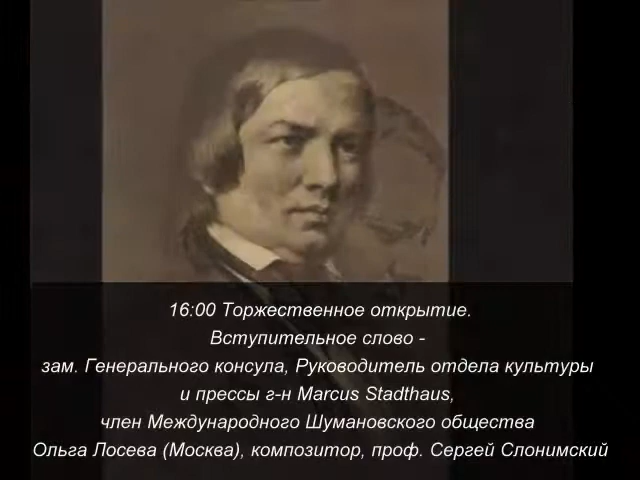 16:00 Торжественное открытие.
Вступительное слово -
зам. Генерального консула, Руководитель отдела культуры
и прессы г-н Marcus Stadthaus,
член Международного Шумановского общества
Ольга Лосева (Москва), композитор, проф. Сергей Слонимский